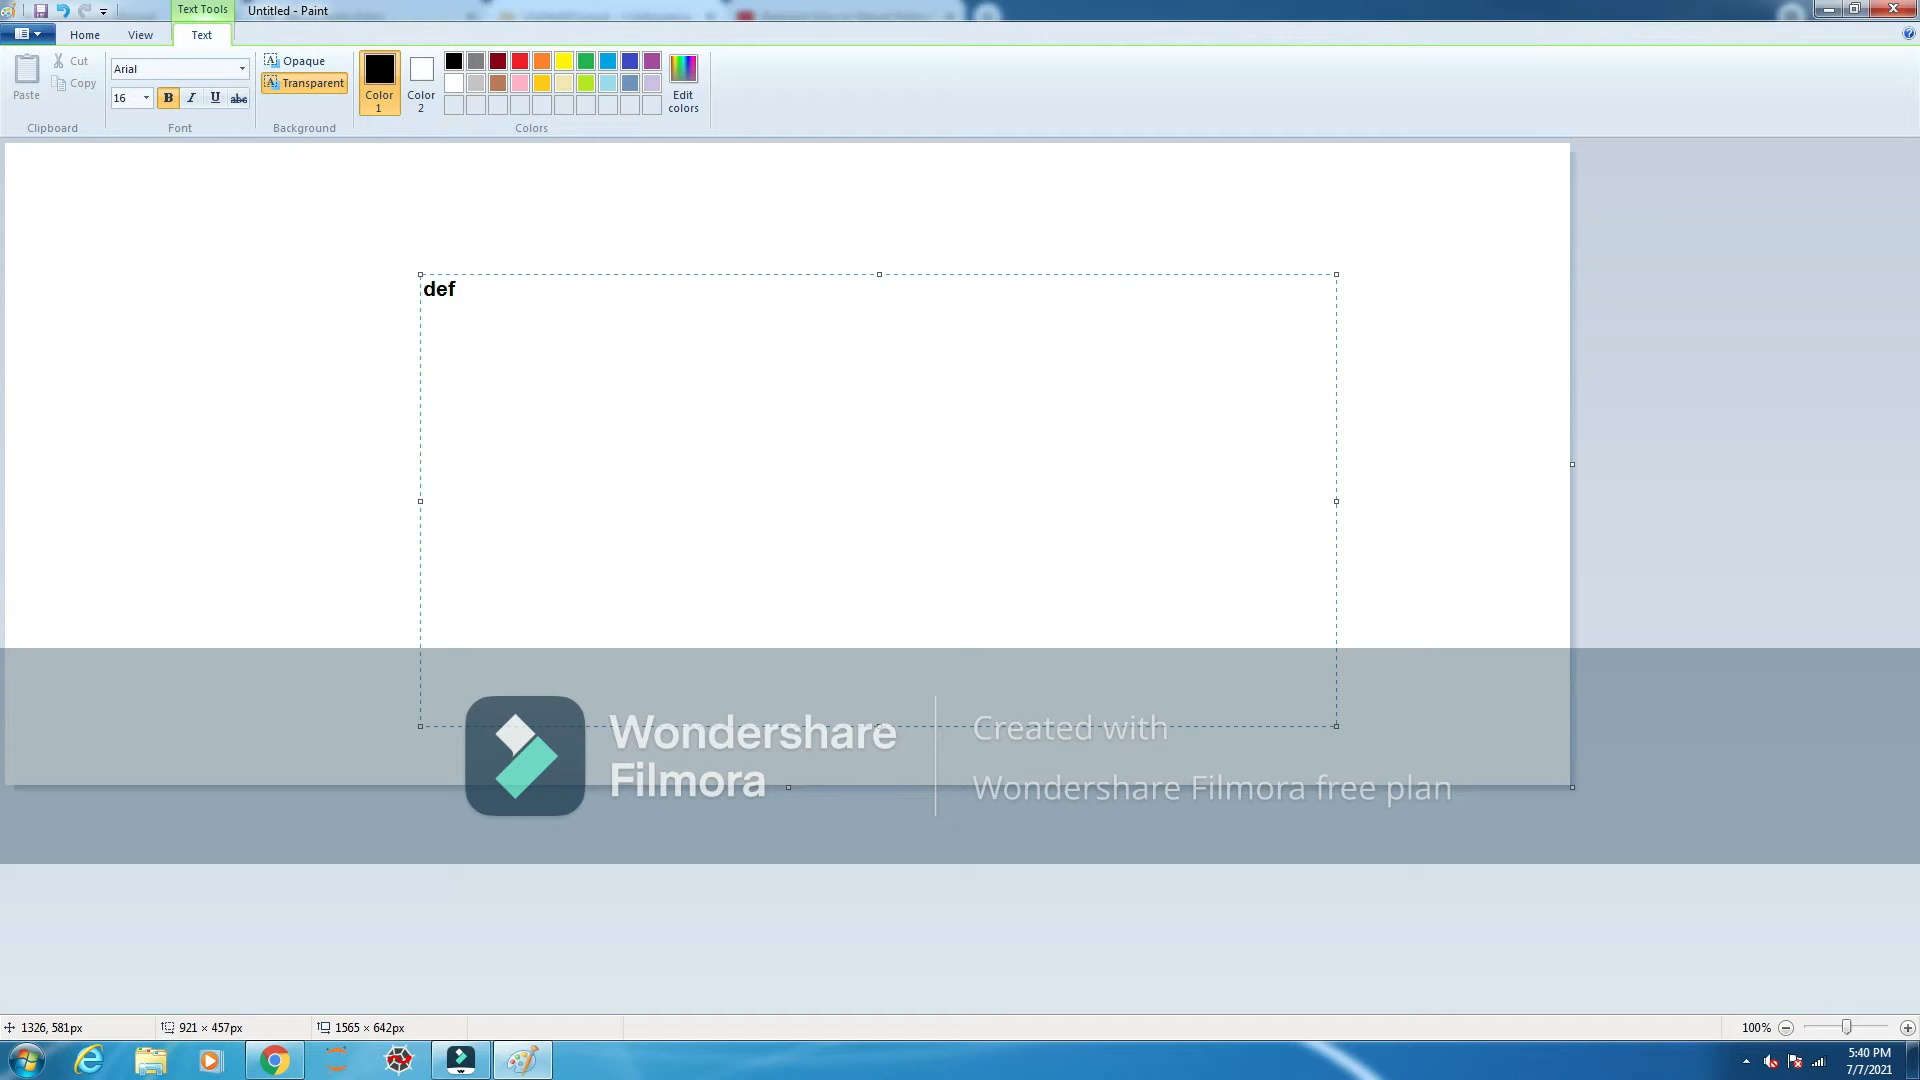 Text Tools
Untitled - Paint
Home
View
Text
Paste
Cut
Copy
Clipboard
Arial
16
B I U abc
Font
Opaque
Transparent
Background
Color 1
Color 2
Edit colors
Colors
def
Wondershare
Filmora
Created with
Wondershare Filmora free plan
1326, 581px
921 × 457px
1565 × 642px
100%
5:40 PM
7/7/2021